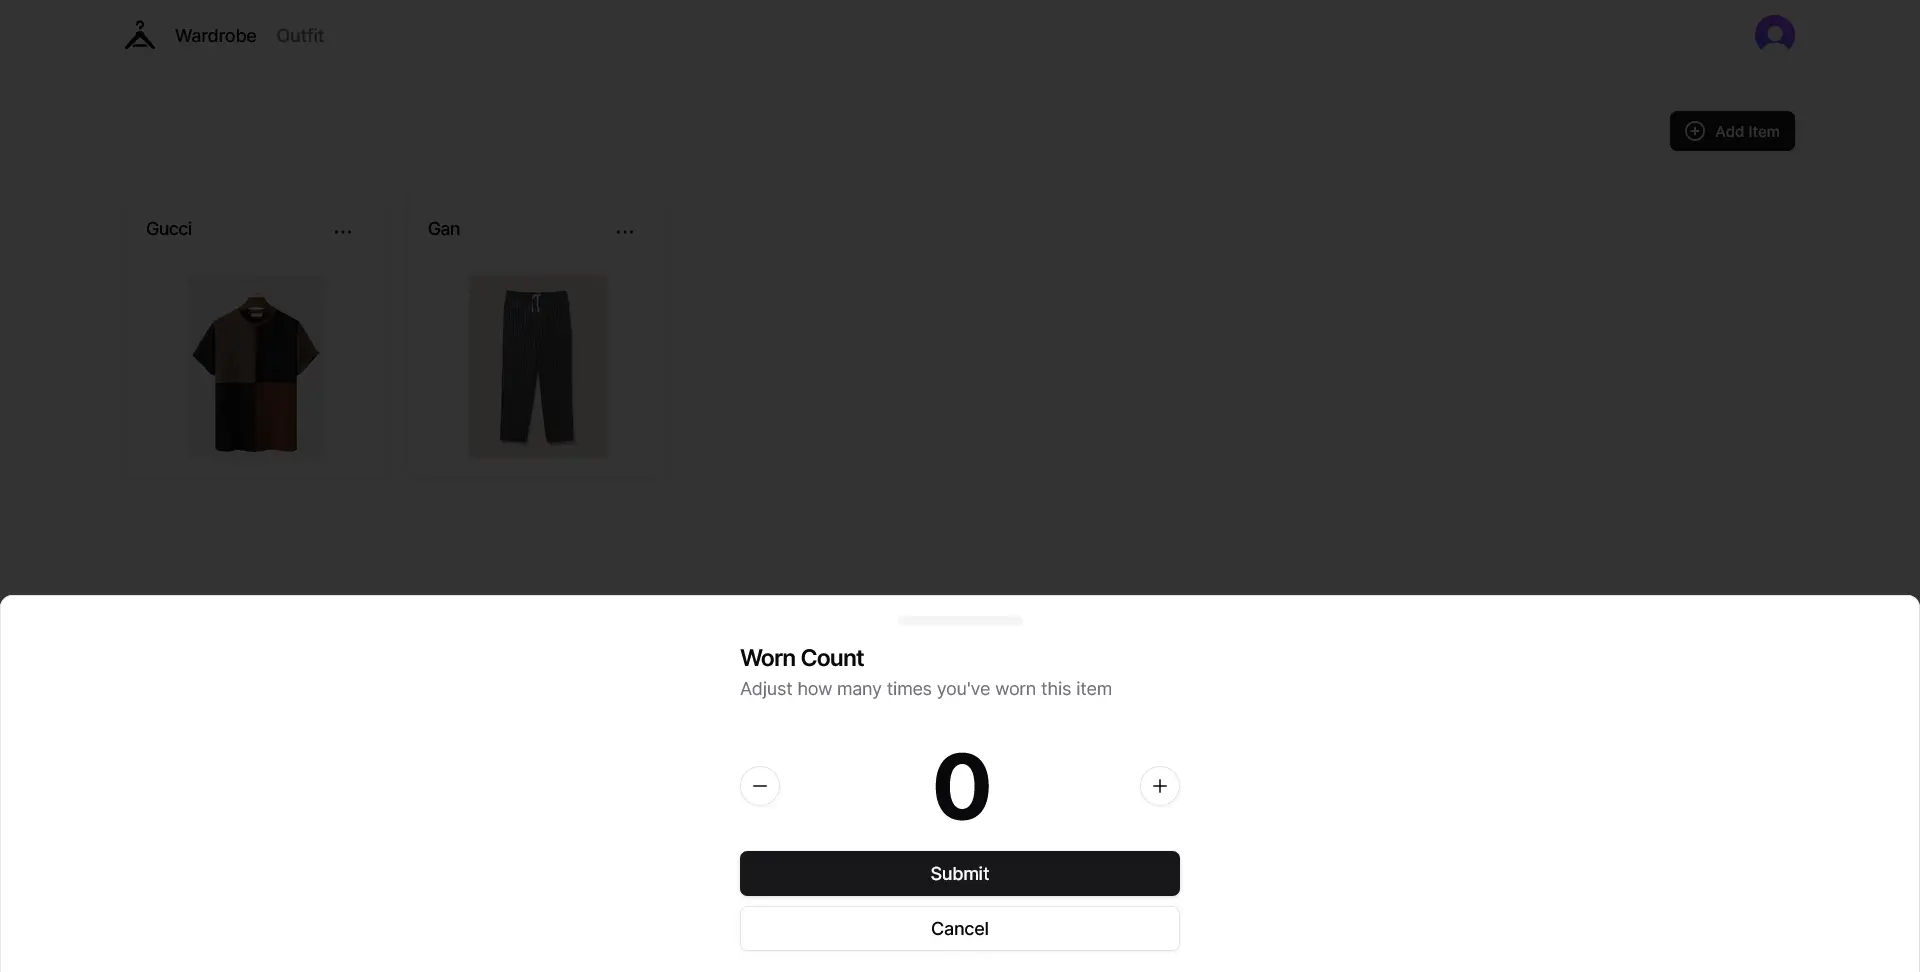 Wardrobe Outfit
Add Item
Gucci ...
Gan ...
Worn Count
Adjust how many times you've worn this item
0
Submit
Cancel